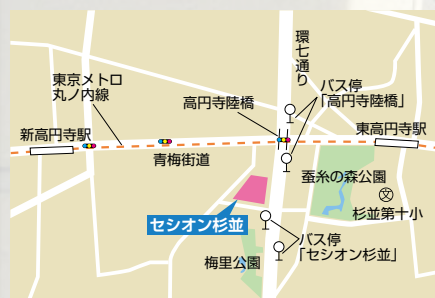 環七通り
東京メトロ
丸ノ内線
高円寺陸橋
バス停
「高円寺陸橋」
新高円寺駅
東高円寺駅
青梅街道
蚕糸の森公園
文
杉並第十小
セシオン杉並
バス停
「セシオン杉並」
梅里公園